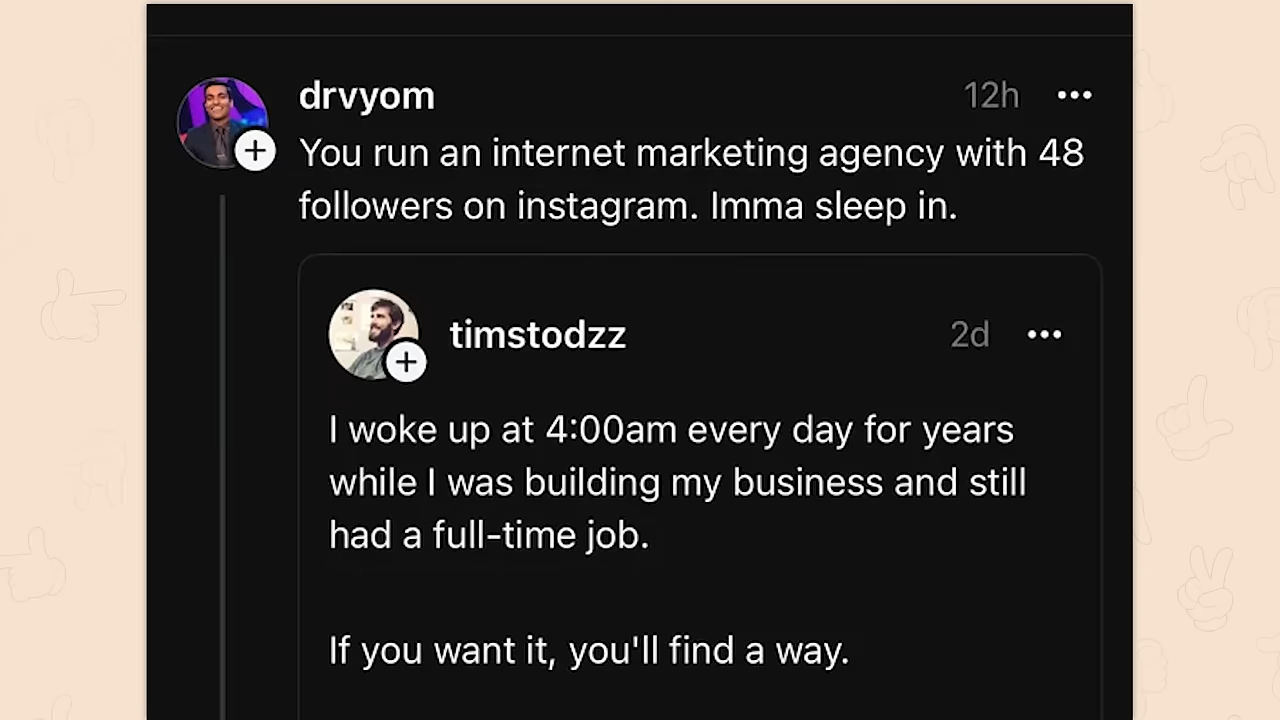 drvyom 12h
You run an internet marketing agency with 48
followers on instagram. Imma sleep in.
timstodzz 2d
I woke up at 4:00am every day for years
while I was building my business and still
had a full-time job.
If you want it, you'll find a way.